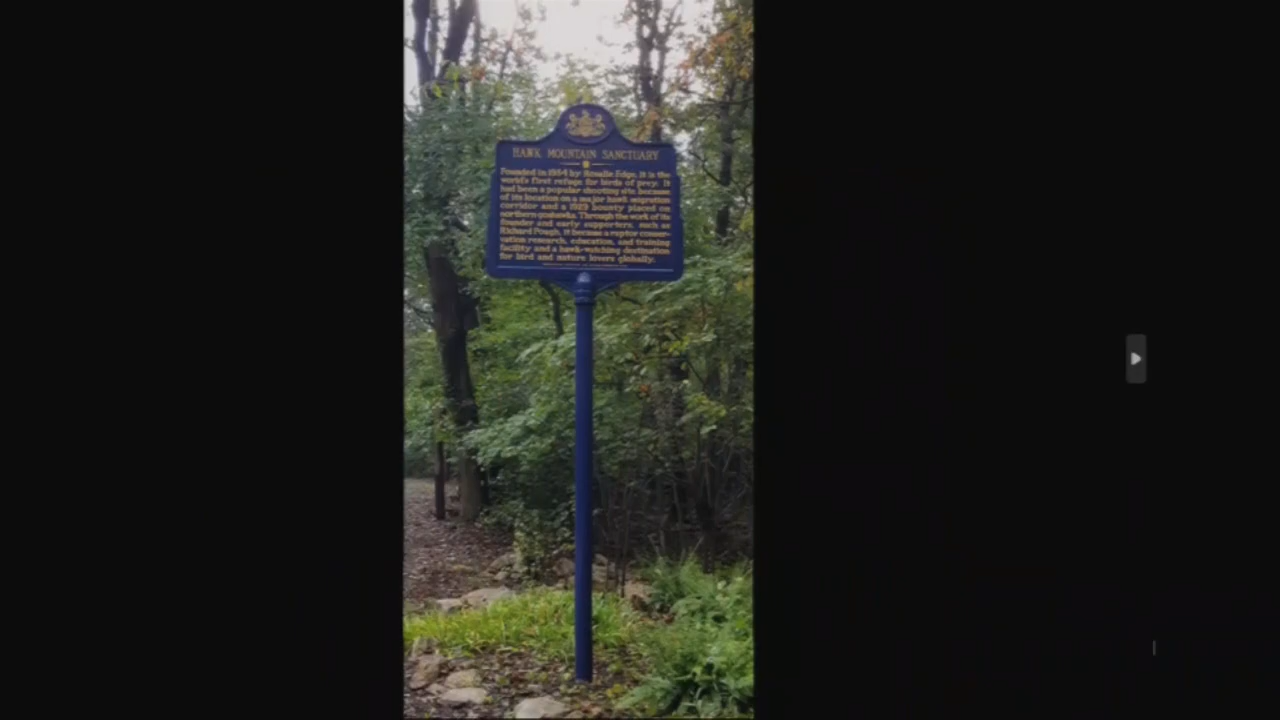 HAWK MOUNTAIN SANCTUARY
Founded in 1934 by Rosalie Edge, it is the
world's first refuge for birds of prey. It
had been a popular shooting site because
of its location on a major hawk migration
corridor and a 1929 bounty placed on
northern goshawks. Through the work of its
founder and early supporters, such as
Richard Pough, it became a raptor conser-
vation research, education, and training
facility and a hawk-watching destination
for bird and nature lovers globally.